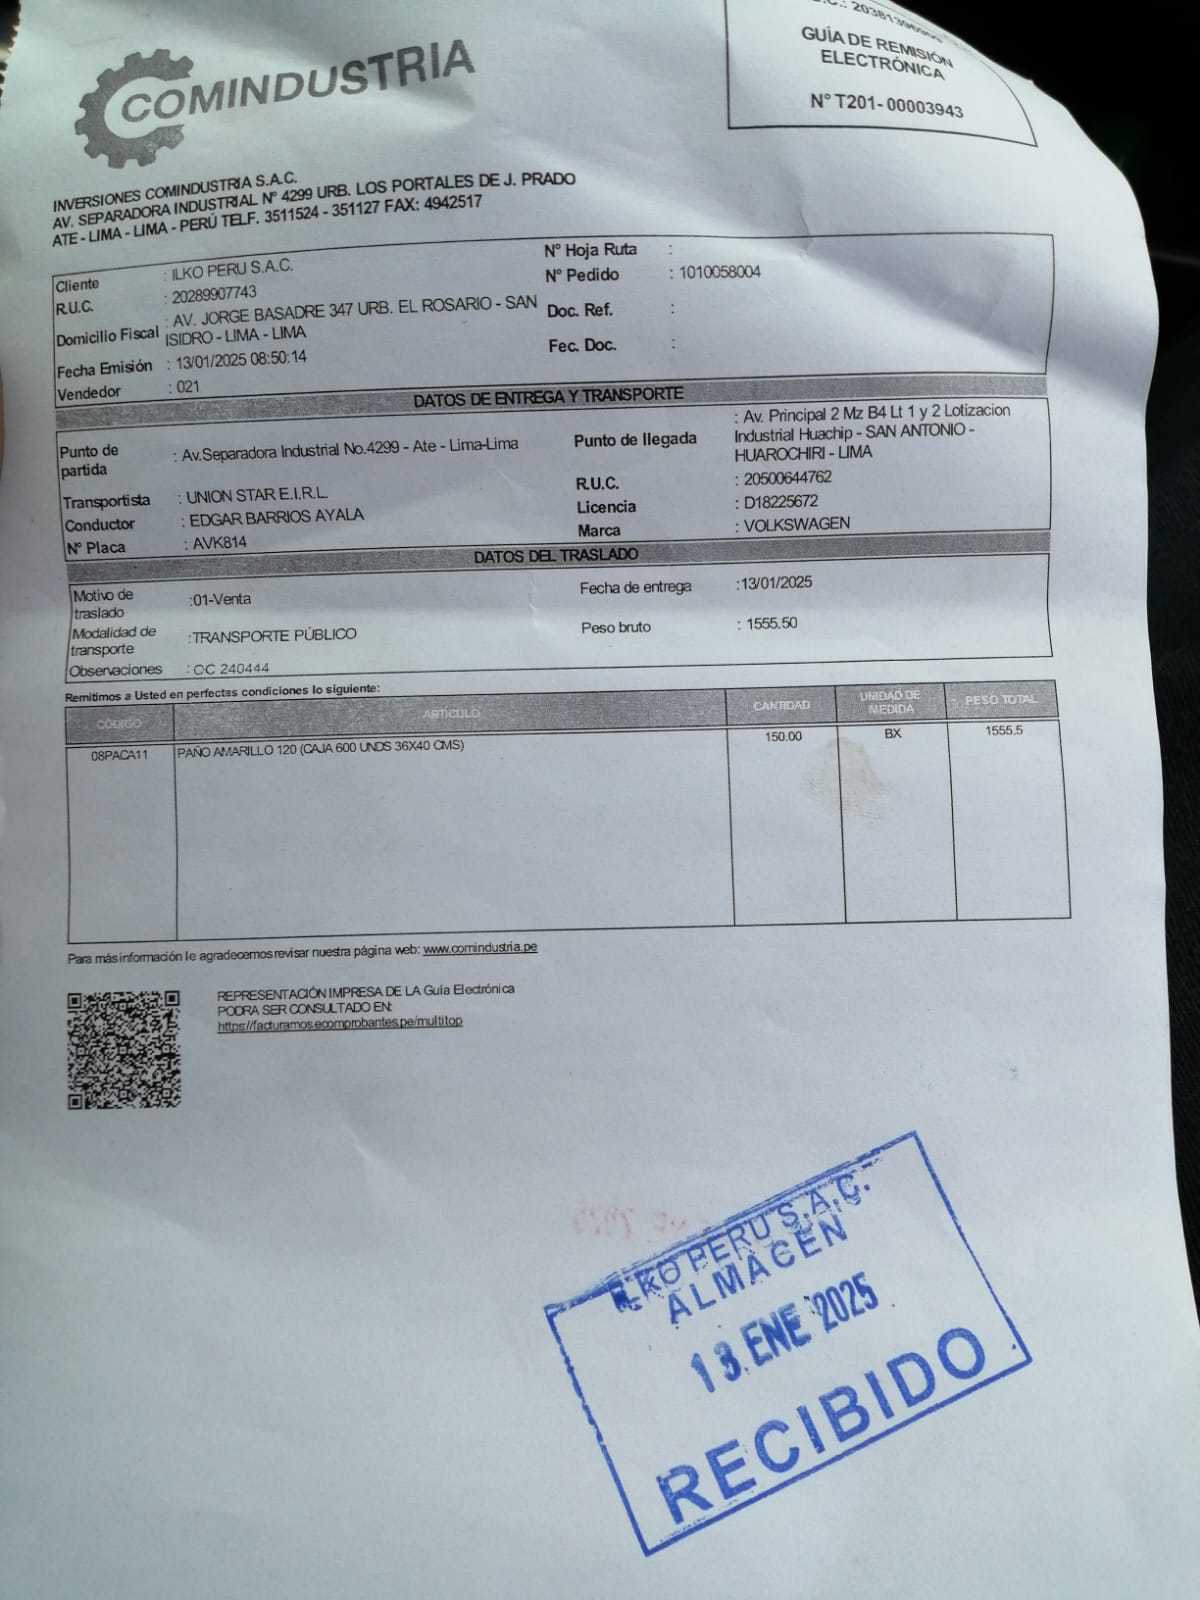 COMINDUSTRIA
GUÍA DE REMISIÓN
ELECTRÓNICA
N° T201- 00003943
INVERSIONES COMINDUSTRIA S.A.C.
AV. SEPARADORA INDUSTRIAL N° 4299 URB. LOS PORTALES DE J. PRADO
ATE - LIMA - LIMA - PERÚ TELF. 3511524 - 351127 FAX: 4942517
Cliente : ILKO PERU S.A.C.
R.U.C. : 20289907743
Domicilio Fiscal : AV. JORGE BASADRE 347 URB. EL ROSARIO - SAN
ISIDRO - LIMA - LIMA
Fecha Emisión : 13/01/2025 08:50:14
Vendedor : 021
N° Hoja Ruta :
N° Pedido : 1010058004
Doc. Ref. :
Fec. Doc. :
DATOS DE ENTREGA Y TRANSPORTE
Punto de
partida : Av.Separadora Industrial No.4299 - Ate - Lima-Lima
Transportista : UNION STAR E.I.R.L.
Conductor : EDGAR BARRIOS AYALA
N° Placa : AVK814
Punto de llegada : Av. Principal 2 Mz B4 Lt 1 y 2 Lotizacion
Industrial Huachip - SAN ANTONIO -
HUAROCHIRI - LIMA
R.U.C. : 20500644762
Licencia : D18225672
Marca : VOLKSWAGEN
DATOS DEL TRASLADO
Motivo de
traslado :01-Venta
Modalidad de
transporte :TRANSPORTE PÚBLICO
Observaciones : OC 240444
Fecha de entrega :13/01/2025
Peso bruto : 1555.50
Remitimos a Usted en perfectas condiciones lo siguiente:
CÓDIGO ARTICULO CANTIDAD UNIDAD DE MEDIDA PESO TOTAL
08PACA11 PAÑO AMARILLO 120 (CAJA 600 UNDS 36X40 CMS) 150.00 BX 1555.5
Para más información le agradecemos revisar nuestra página web: www.comindustria.pe
REPRESENTACIÓN IMPRESA DE LA Guía Electrónica
PODRA SER CONSULTADO EN:
https://facturamos.ecomprobantes.pe/multitop
ILKO PERU S.A.C.
ALMACEN
13 ENE 2025
RECIBIDO